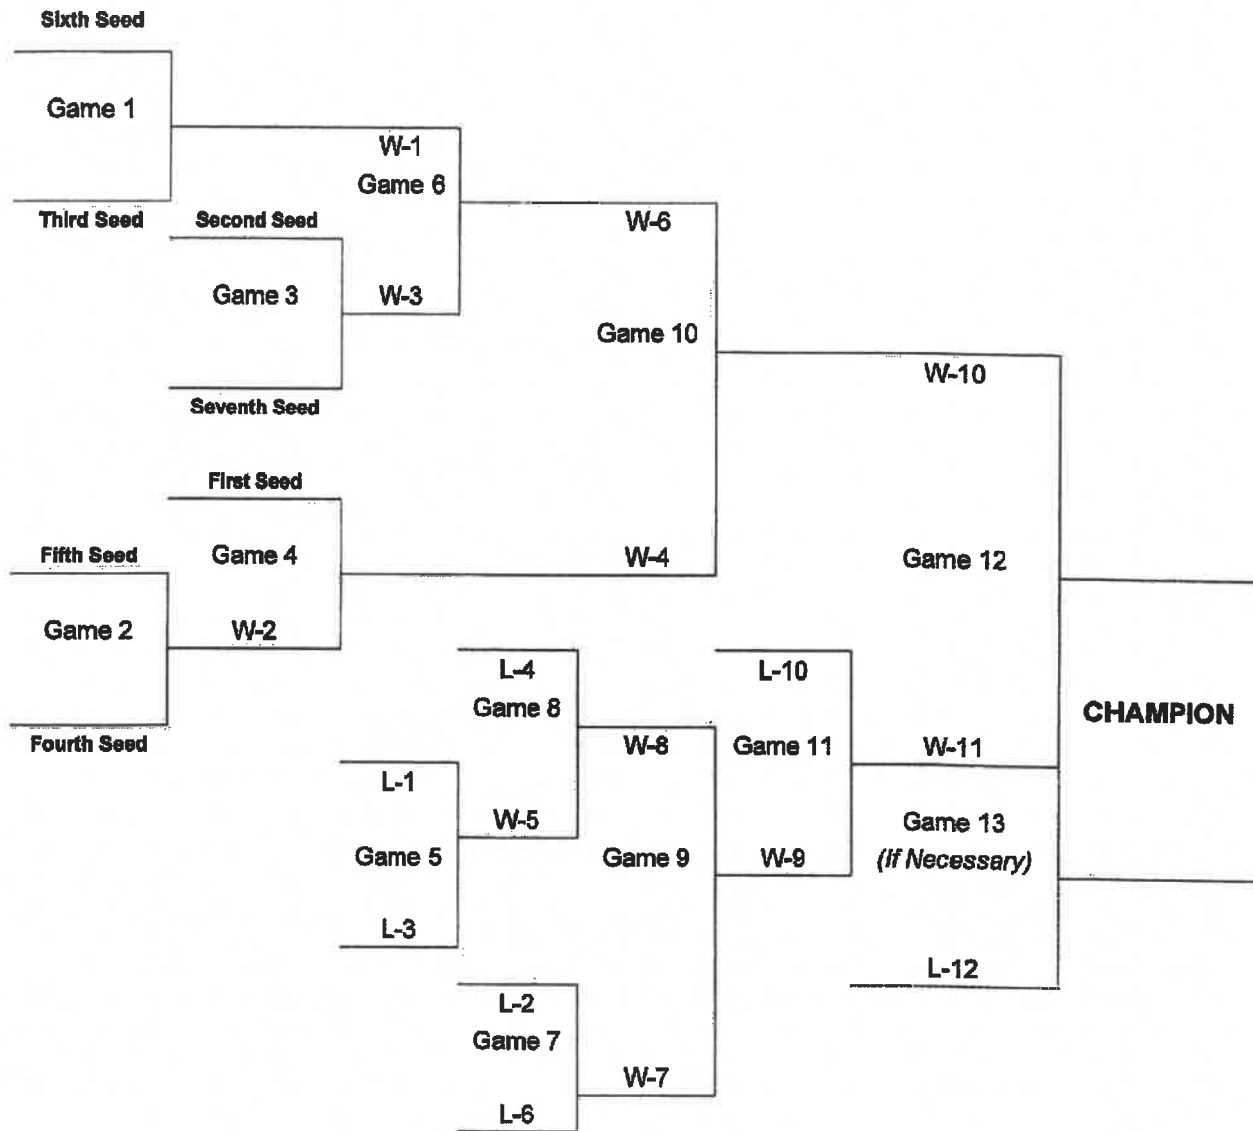 Sixth Seed
Game 1
W-1
Game 6
Third Seed
Second Seed
W-6
Game 3
W-3
Game 10
W-10
Seventh Seed
First Seed
Fifth Seed
Game 4
W-4
Game 12
Game 2
W-2
L-4
L-10
Game 8
CHAMPION
Fourth Seed
W-8
Game 11
W-11
L-1
W-5
Game 13
Game 5
Game 9
W-9
(If Necessary)
L-3
L-12
L-2
Game 7
W-7
L-6